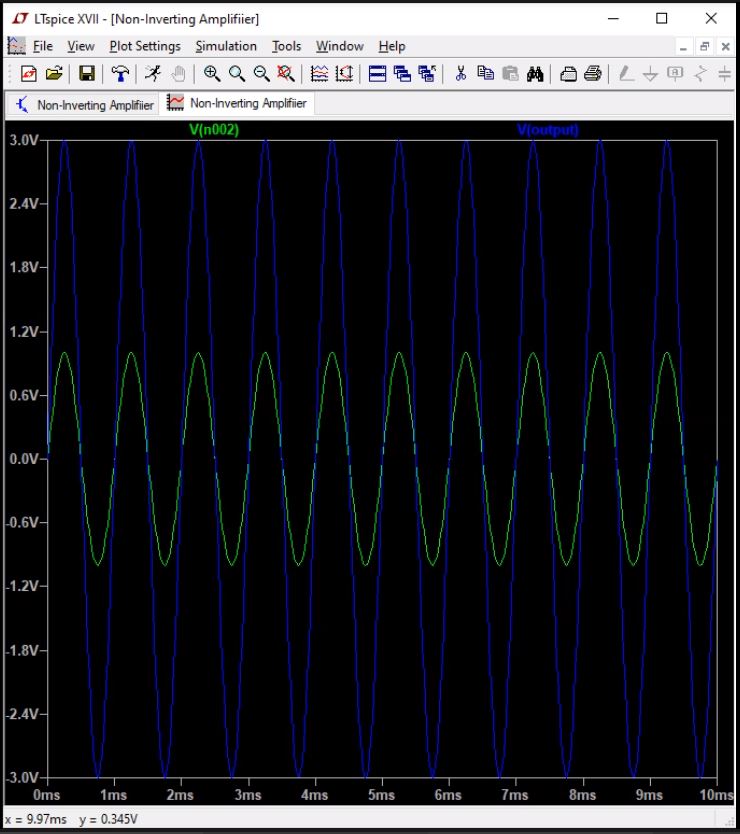 LTspice XVII - [Non-Inverting Amplifiier]
File View Plot Settings Simulation Tools Window Help
Non-Inverting Amplifiier Non-Inverting Amplifiier
V(n002) V(output)
3.0V
2.4V
1.8V
1.2V
0.6V
0.0V
-0.6V
-1.2V
-1.8V
-2.4V
-3.0V
0ms 1ms 2ms 3ms 4ms 5ms 6ms 7ms 8ms 9ms 10ms
x = 9.97ms y = 0.345V